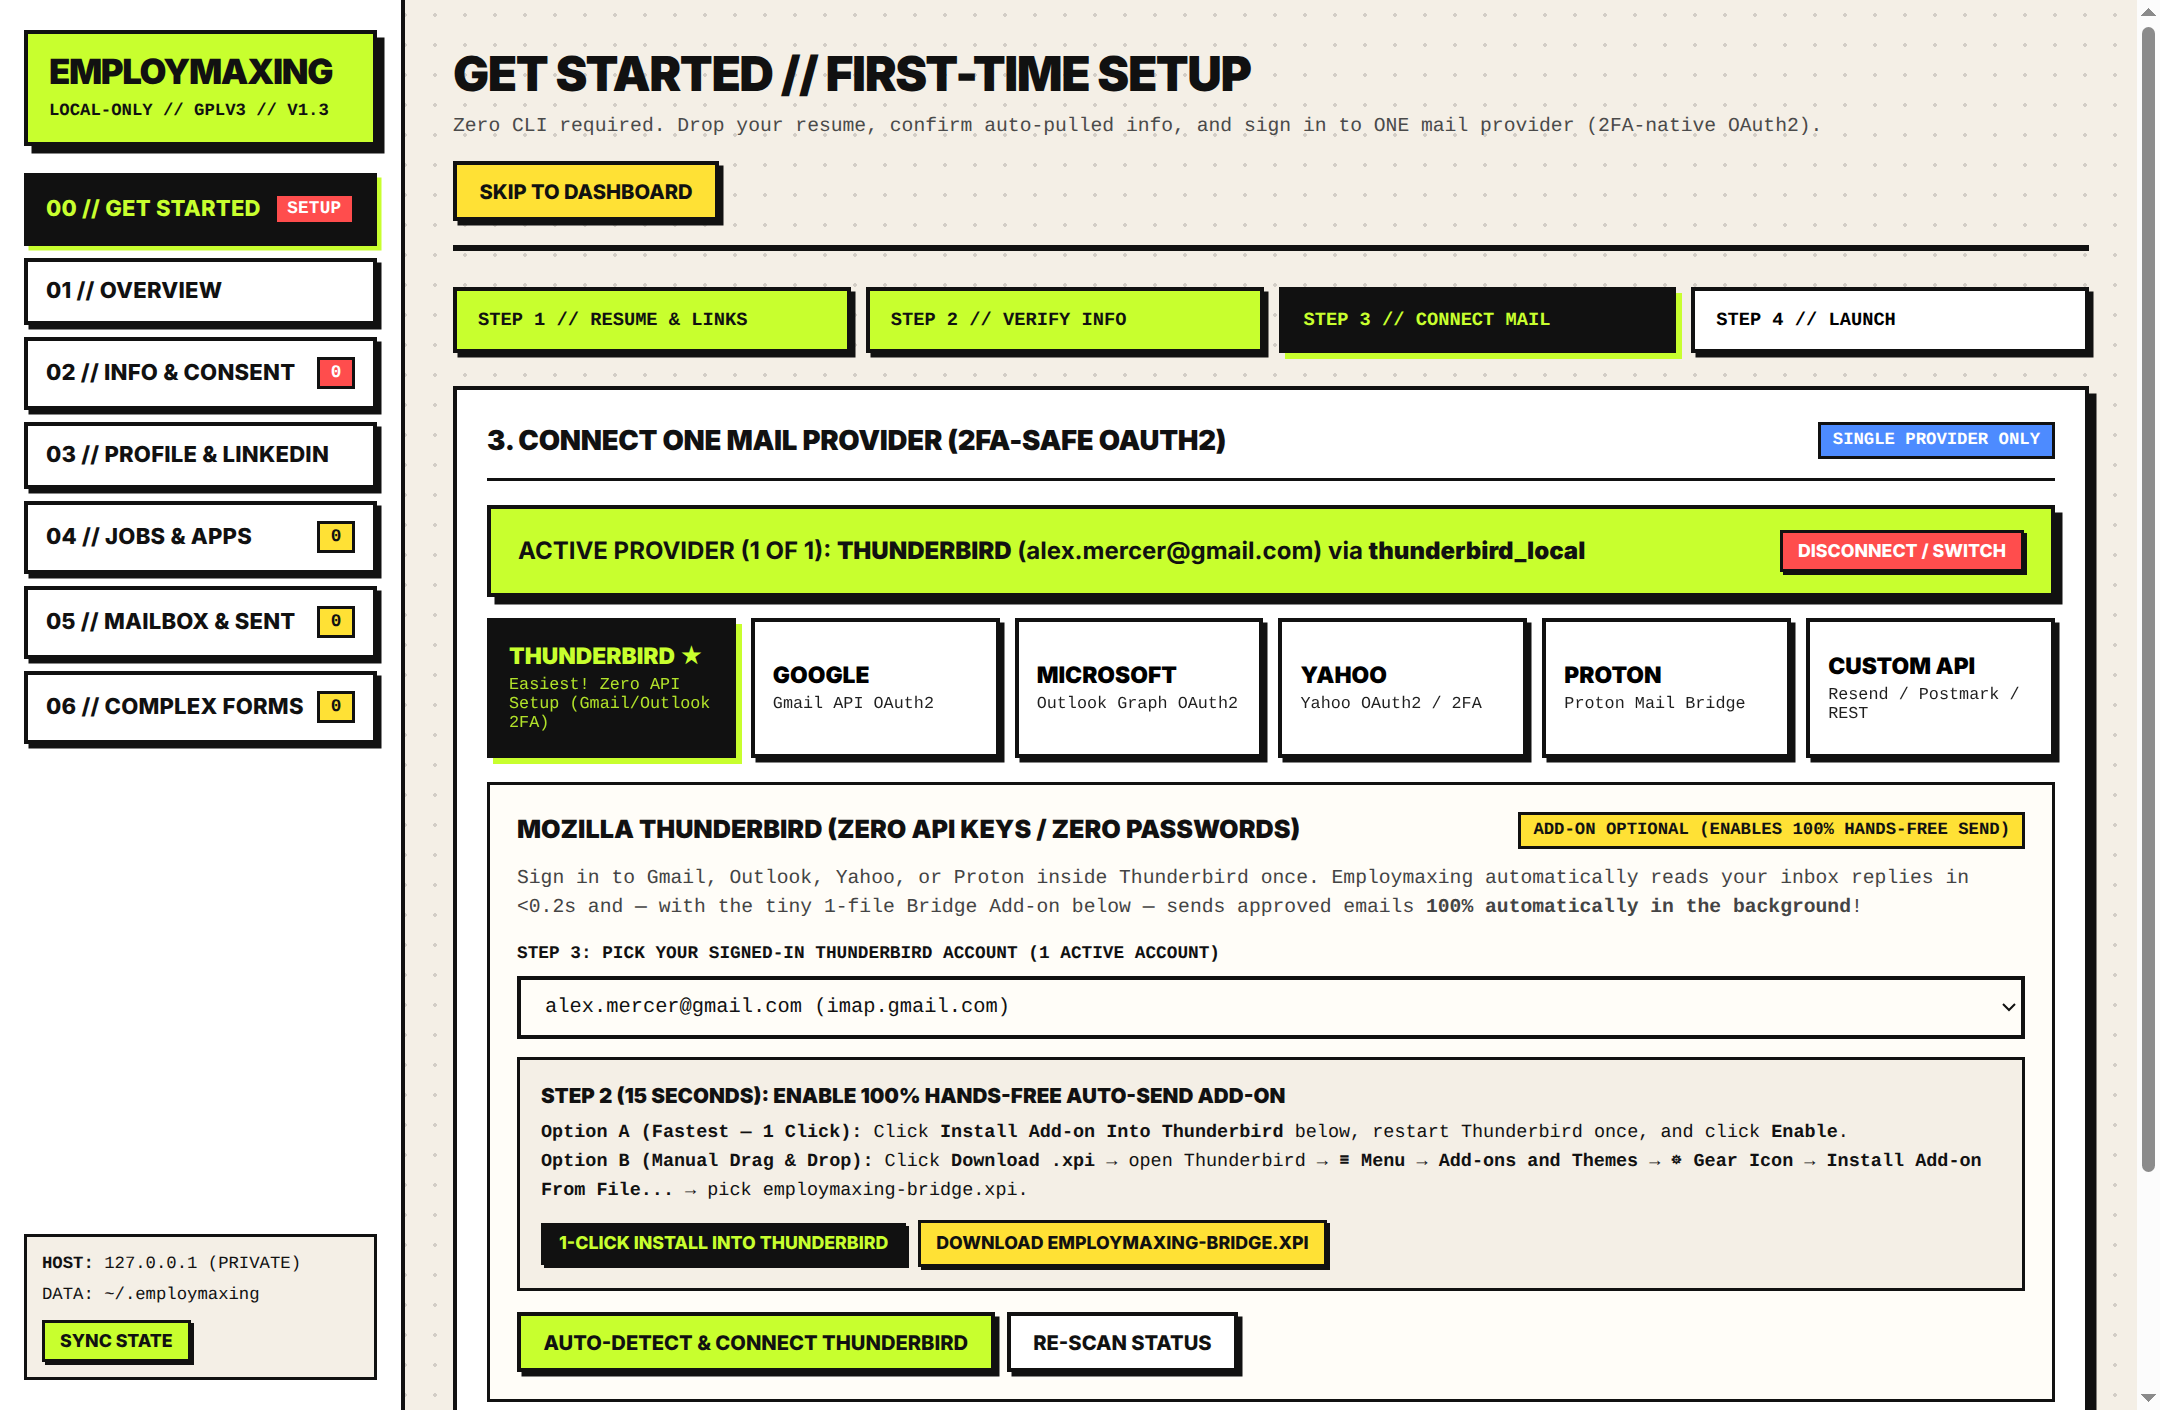 EMPLOYMAXING
LOCAL-ONLY // GPLV3 // V1.3
00 // GET STARTED SETUP
01 // OVERVIEW
02 // INFO & CONSENT 0
03 // PROFILE & LINKEDIN
04 // JOBS & APPS 0
05 // MAILBOX & SENT 0
06 // COMPLEX FORMS 0
HOST: 127.0.0.1 (PRIVATE)
DATA: ~/.employmaxing
SYNC STATE
GET STARTED // FIRST-TIME SETUP
Zero CLI required. Drop your resume, confirm auto-pulled info, and sign in to ONE mail provider (2FA-native OAuth2).
SKIP TO DASHBOARD
STEP 1 // RESUME & LINKS
STEP 2 // VERIFY INFO
STEP 3 // CONNECT MAIL
STEP 4 // LAUNCH
3. CONNECT ONE MAIL PROVIDER (2FA-SAFE OAUTH2)
SINGLE PROVIDER ONLY
ACTIVE PROVIDER (1 OF 1): THUNDERBIRD (alex.mercer@gmail.com) via thunderbird_local
DISCONNECT / SWITCH
THUNDERBIRD ★
Easiest! Zero API
Setup (Gmail/Outlook
2FA)
GOOGLE
Gmail API OAuth2
MICROSOFT
Outlook Graph OAuth2
YAHOO
Yahoo OAuth2 / 2FA
PROTON
Proton Mail Bridge
CUSTOM API
Resend / Postmark /
REST
MOZILLA THUNDERBIRD (ZERO API KEYS / ZERO PASSWORDS)
ADD-ON OPTIONAL (ENABLES 100% HANDS-FREE SEND)
Sign in to Gmail, Outlook, Yahoo, or Proton inside Thunderbird once. Employmaxing automatically reads your inbox replies in
<0.2s and — with the tiny 1-file Bridge Add-on below — sends approved emails 100% automatically in the background!
STEP 3: PICK YOUR SIGNED-IN THUNDERBIRD ACCOUNT (1 ACTIVE ACCOUNT)
alex.mercer@gmail.com (imap.gmail.com)
STEP 2 (15 SECONDS): ENABLE 100% HANDS-FREE AUTO-SEND ADD-ON
Option A (Fastest — 1 Click): Click Install Add-on Into Thunderbird below, restart Thunderbird once, and click Enable.
Option B (Manual Drag & Drop): Click Download .xpi → open Thunderbird → ≡ Menu → Add-ons and Themes → ⚙ Gear Icon → Install Add-on
From File... → pick employmaxing-bridge.xpi.
1-CLICK INSTALL INTO THUNDERBIRD
DOWNLOAD EMPLOYMAXING-BRIDGE.XPI
AUTO-DETECT & CONNECT THUNDERBIRD
RE-SCAN STATUS